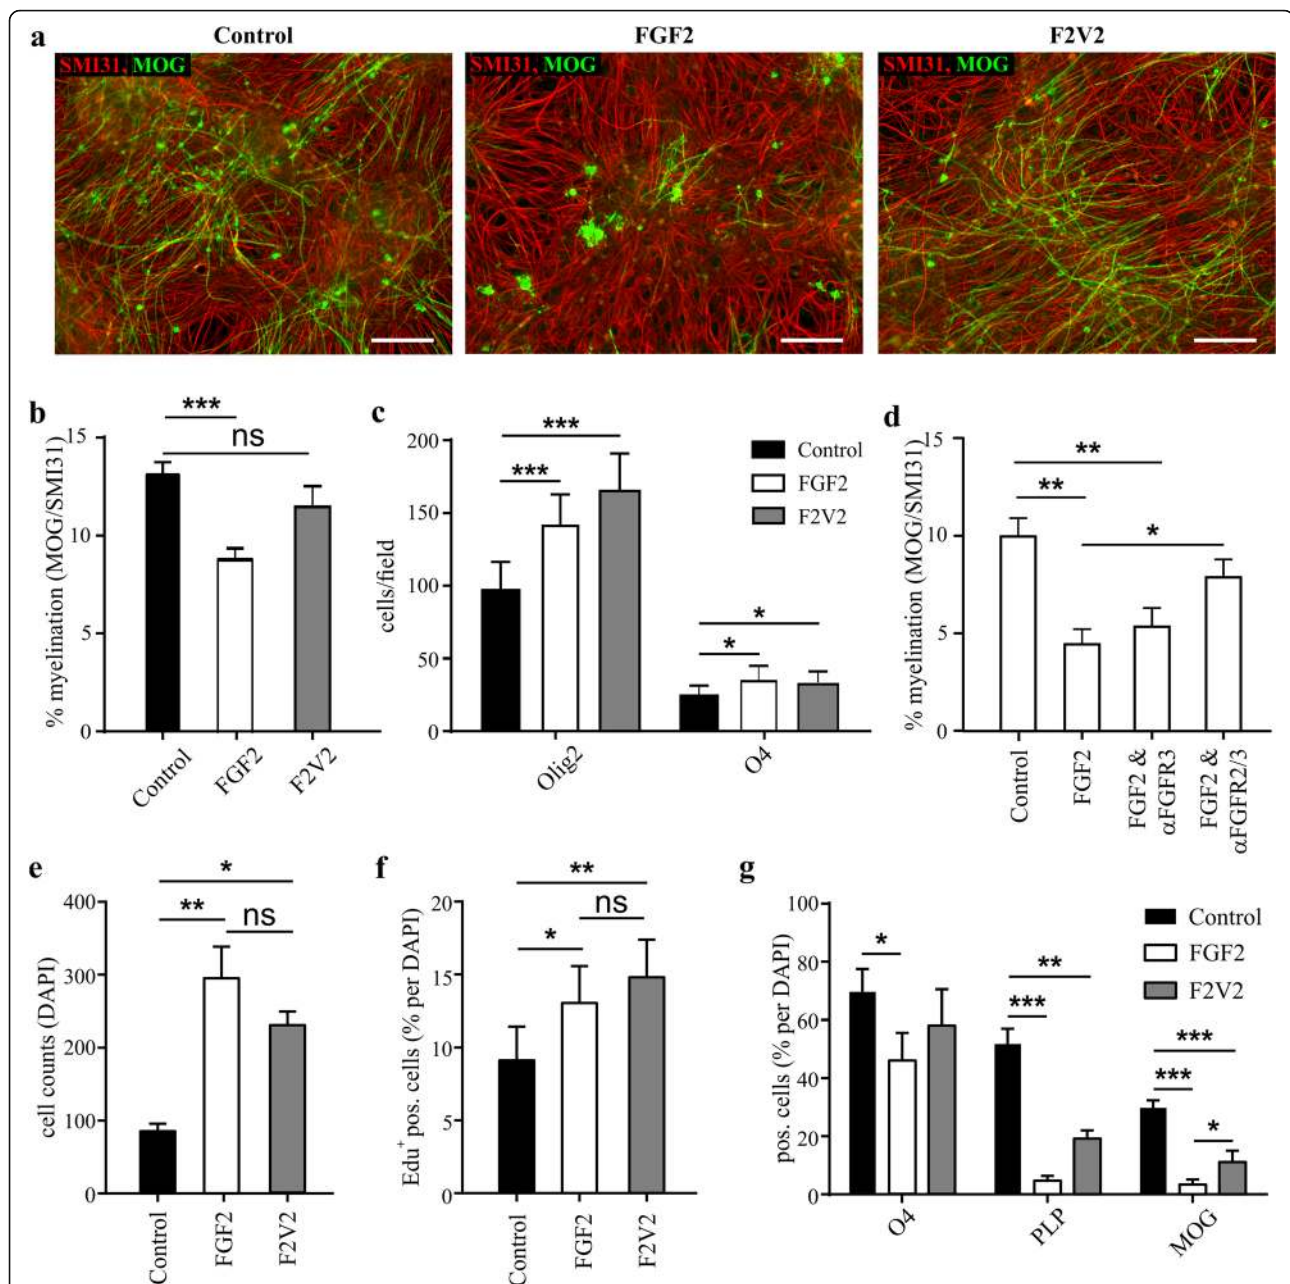 a
Control
FGF2
F2V2
SMI31, MOG
SMI31, MOG
SMI31, MOG
b
% myelination (MOG/SMI31)
15
10
5
0
***
ns
Control
FGF2
F2V2
c
cells/field
200
150
100
50
0
***
***
*
*
Control
FGF2
F2V2
Olig2
O4
d
% myelination (MOG/SMI31)
15
10
5
0
**
**
*
Control
FGF2
FGF2 &
αFGFR3
FGF2 &
αFGFR2/3
e
cell counts (DAPI)
400
300
200
100
0
*
**
ns
Control
FGF2
F2V2
f
Edu+ pos. cells (% per DAPI)
20
15
10
5
0
**
ns
*
Control
FGF2
F2V2
g
pos. cells (% per DAPI)
100
80
60
40
20
0
*
**
***
***
***
*
Control
FGF2
F2V2
O4
PLP
MOG